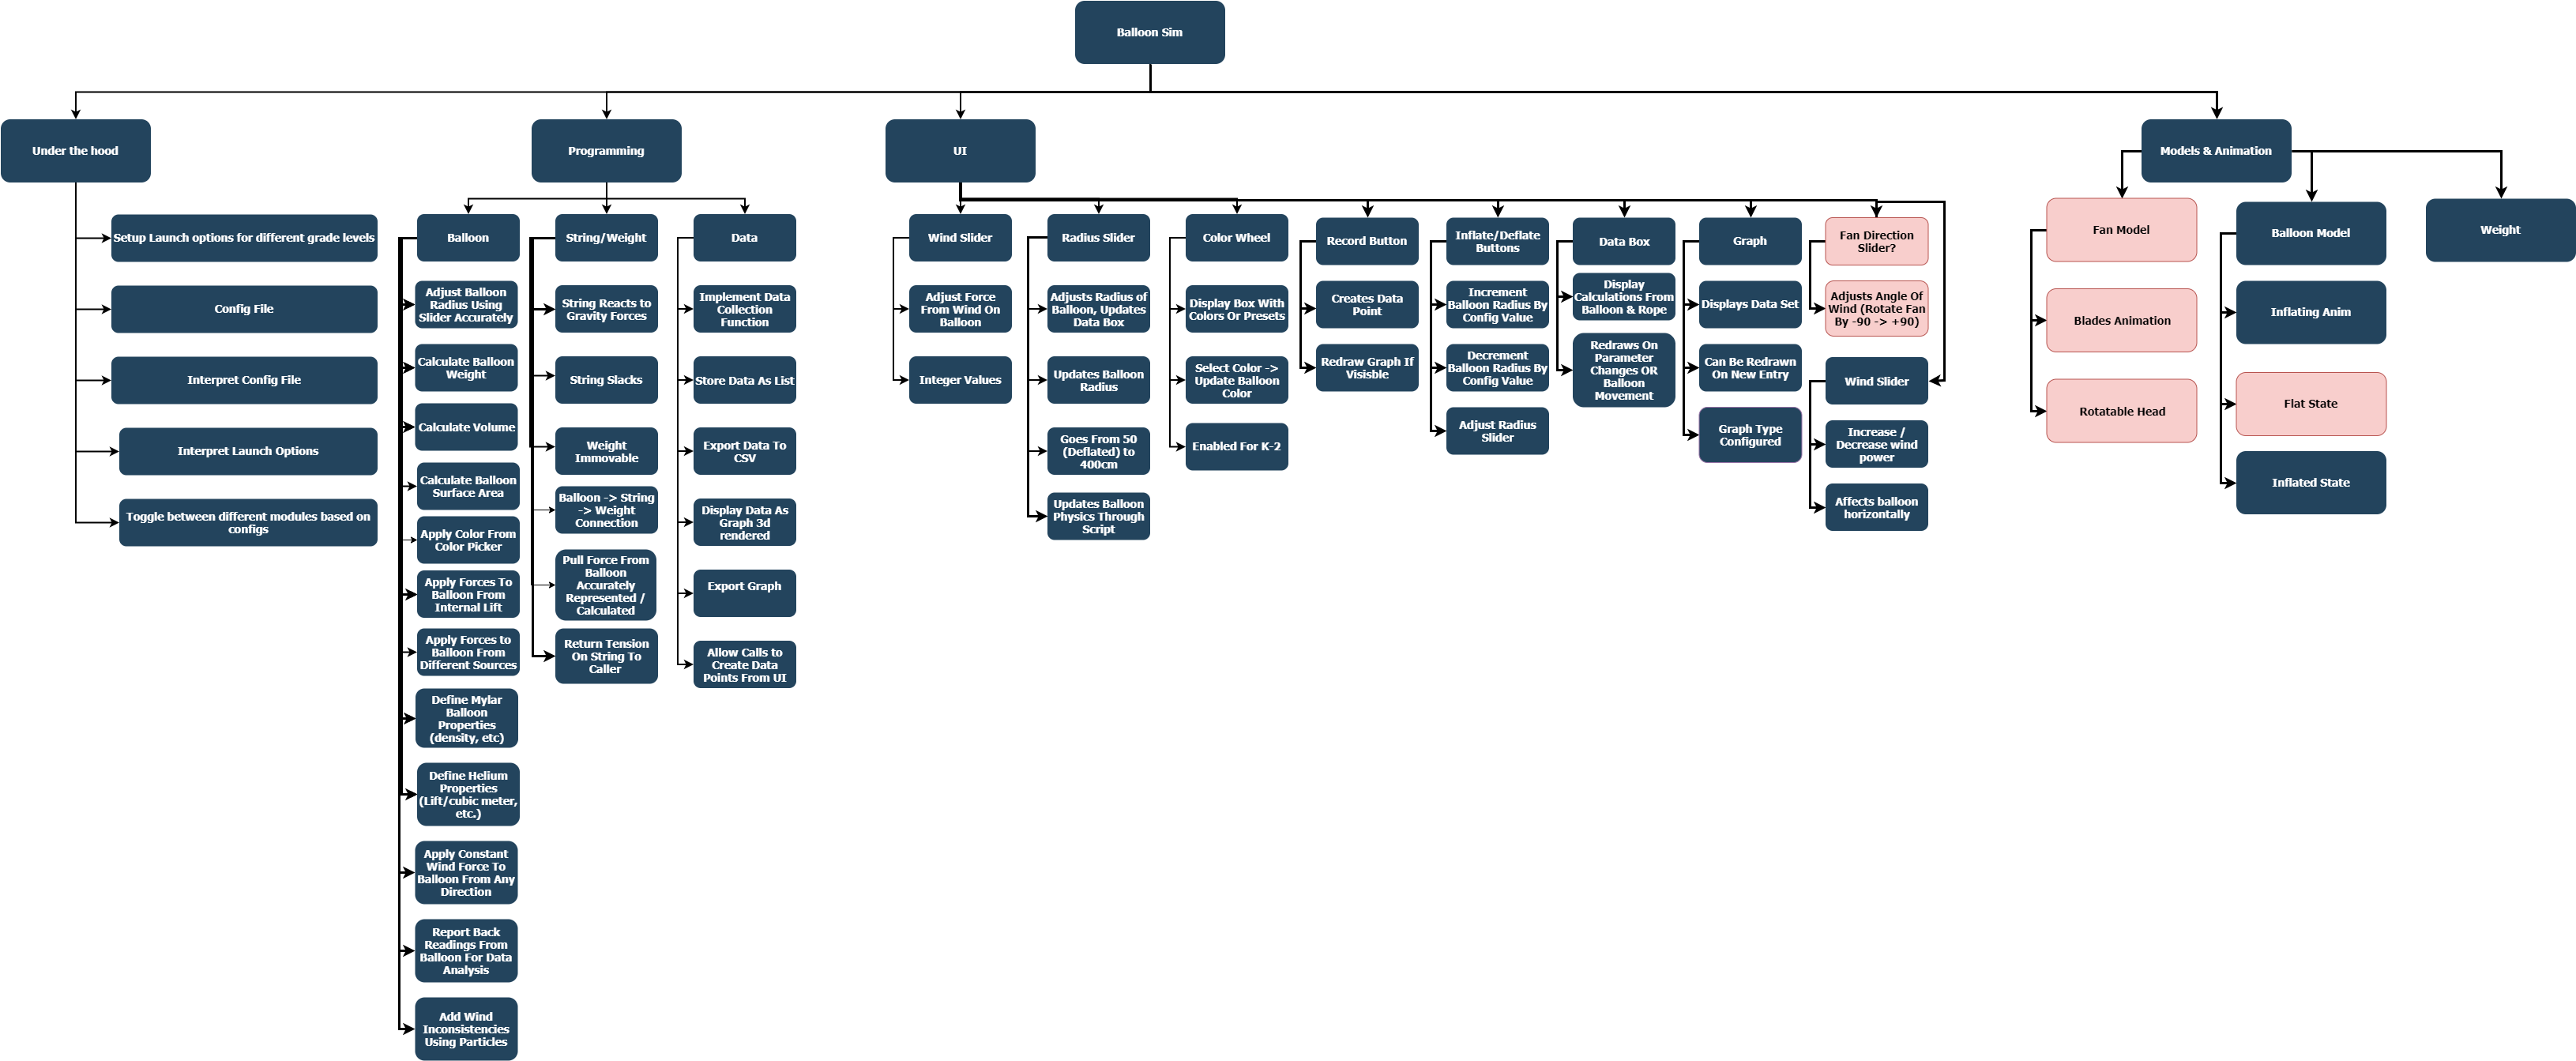 Balloon Sim
Under the hood
Programming
UI
Models & Animation
Setup Launch options for different grade levels
Config File
Interpret Config File
Interpret Launch Options
Toggle between different modules based on
configs
Balloon
Adjust Balloon
Radius Using
Slider Accurately
Calculate Balloon
Weight
Calculate Volume
Calculate Balloon
Surface Area
Apply Color From
Color Picker
Apply Forces To
Balloon From
Internal Lift
Apply Forces to
Balloon From
Different Sources
Define Mylar
Balloon
Properties
(density, etc)
Define Helium
Properties
(Lift/cubic meter,
etc.)
Apply Constant
Wind Force To
Balloon From Any
Direction
Report Back
Readings From
Balloon For Data
Analysis
Add Wind
Inconsistencies
Using Particles
String/Weight
String Reacts to
Gravity Forces
String Slacks
Weight
Immovable
Balloon -> String
-> Weight
Connection
Pull Force From
Balloon
Accurately
Represented /
Calculated
Return Tension
On String To
Caller
Data
Implement Data
Collection
Function
Store Data As List
Export Data To
CSV
Display Data As
Graph 3d
rendered
Export Graph
Allow Calls to
Create Data
Points From UI
Wind Slider
Adjust Force
From Wind On
Balloon
Integer Values
Radius Slider
Adjusts Radius of
Balloon, Updates
Data Box
Updates Balloon
Radius
Goes From 50
(Deflated) to
400cm
Updates Balloon
Physics Through
Script
Color Wheel
Display Box With
Colors Or Presets
Select Color ->
Update Balloon
Color
Enabled For K-2
Record Button
Creates Data
Point
Redraw Graph If
Visisble
Inflate/Deflate
Buttons
Increment
Balloon Radius By
Config Value
Decrement
Balloon Radius By
Config Value
Adjust Radius
Slider
Data Box
Display
Calculations From
Balloon & Rope
Redraws On
Parameter
Changes OR
Balloon
Movement
Graph
Displays Data Set
Can Be Redrawn
On New Entry
Graph Type
Configured
Fan Direction
Slider?
Adjusts Angle Of
Wind (Rotate Fan
By -90 -> +90)
Wind Slider
Increase /
Decrease wind
power
Affects balloon
horizontally
Fan Model
Blades Animation
Rotatable Head
Balloon Model
Inflating Anim
Flat State
Inflated State
Weight